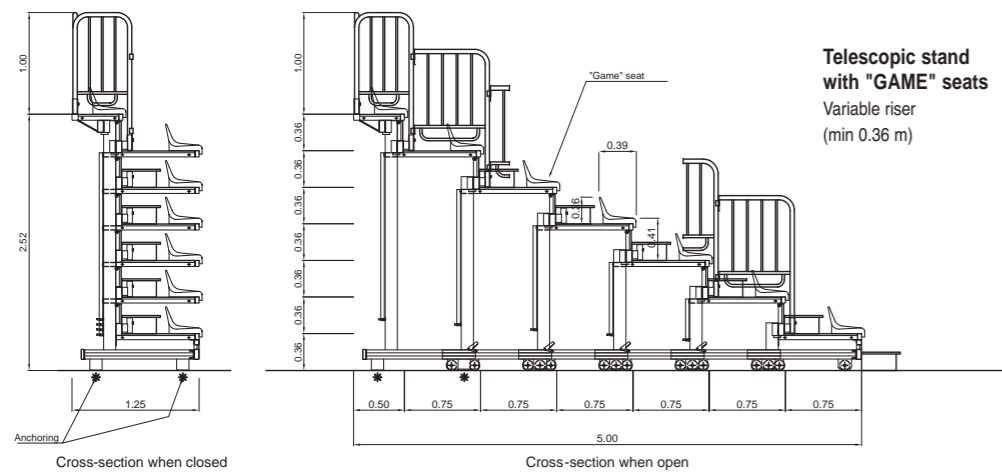 1.00
2.52
1.25
Anchoring
Cross-section when closed
1.00
0.36
0.36
0.36
0.36
0.36
0.36
0.36
"Game" seat
0.39
0.26
0.41
0.50
0.75
0.75
0.75
0.75
0.75
0.75
5.00
Cross-section when open
Telescopic stand
with "GAME" seats
Variable riser
(min 0.36 m)